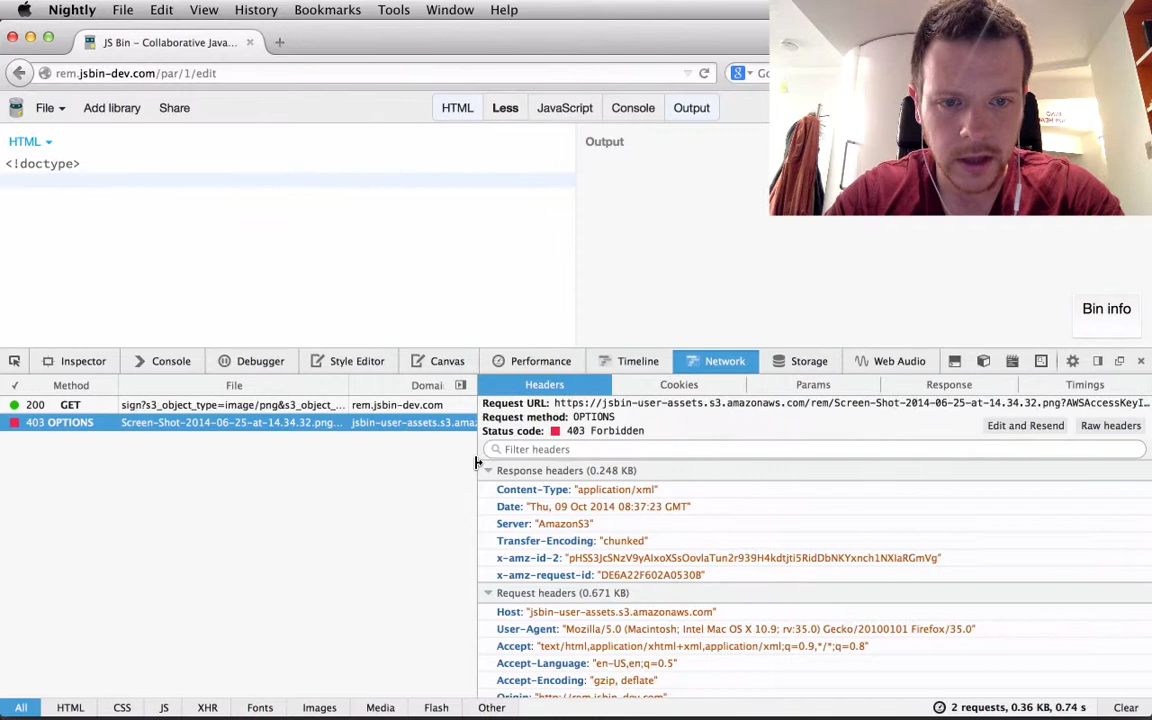 Nightly File Edit View History Bookmarks Tools Window Help
JS Bin - Collaborative Java...
rem.jsbin-dev.com/par/1/edit
File Add library Share HTML Less JavaScript Console Output
HTML
Output
<!doctype>
Bin info
Inspector Console Debugger Style Editor Canvas Performance Timeline Network Storage Web Audio
✓ Method File Domai
Headers Cookies Params Response Timings
200 GET sign?s3_object_type=image/png&s3_object_... rem.jsbin-dev.com
403 OPTIONS Screen-Shot-2014-06-25-at-14.34.32.png... jsbin-user-assets.s3.ama
Request URL: https://jsbin-user-assets.s3.amazonaws.com/rem/Screen-Shot-2014-06-25-at-14.34.32.png?AWSAccessKeyI...
Request method: OPTIONS
Status code: 403 Forbidden
Edit and Resend Raw headers
Filter headers
Response headers (0.248 KB)
Content-Type: "application/xml"
Date: "Thu, 09 Oct 2014 08:37:23 GMT"
Server: "AmazonS3"
Transfer-Encoding: "chunked"
x-amz-id-2: "pHSS3JcSNzV9yAIxoXSsOovlaTun2r939H4kdtjti5RidDbNKYxnch1NXIaRGmVg"
x-amz-request-id: "DE6A22F602A0530B"
Request headers (0.671 KB)
Host: "jsbin-user-assets.s3.amazonaws.com"
User-Agent: "Mozilla/5.0 (Macintosh; Intel Mac OS X 10.9; rv:35.0) Gecko/20100101 Firefox/35.0"
Accept: "text/html,application/xhtml+xml,application/xml;q=0.9,*/*;q=0.8"
Accept-Language: "en-US,en;q=0.5"
Accept-Encoding: "gzip, deflate"
Origin: "http://rem.jsbin-dev.com"
All HTML CSS JS XHR Fonts Images Media Flash Other
2 requests, 0.36 KB, 0.74 s Clear